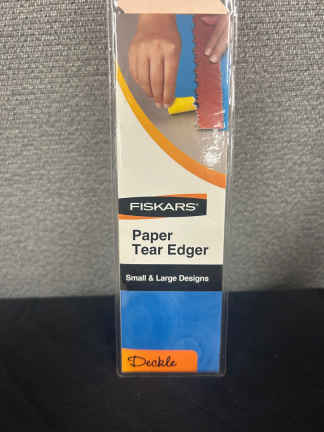 FISKARS®
Paper
Tear Edger
Small & Large Designs
Deckle